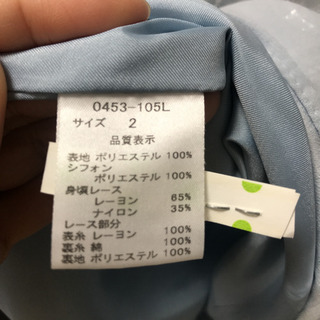 0453-105L
サイズ 2
品質表示
表地 ポリエステル 100%
シフォン
ポリエステル 100%
身頃レース
レーヨン 65%
ナイロン 35%
レース部分
表糸 レーヨン 100%
裏糸 綿 100%
裏地 ポリエステル 100%